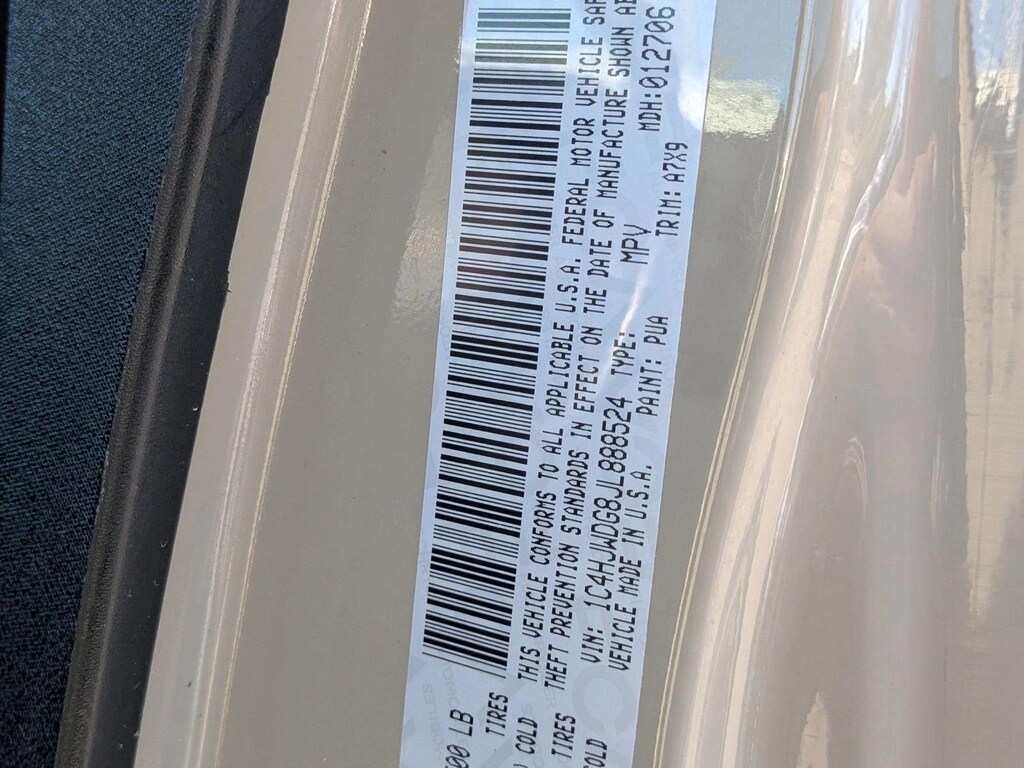 500 LB
TIRES THIS VEHICLE CONFORMS TO ALL APPLICABLE U.S.A. FEDERAL MOTOR VEHICLE
COLD THEFT PREVENTION STANDARDS IN EFFECT ON THE DATE OF MANUFACTURE SHOWN
TIRES VIN: 1C4HJWDG8JL888524 TYPE: MPV MDH:012706
COLD VEHICLE MADE IN U.S.A. PAINT: PUA TRIM: A7X9